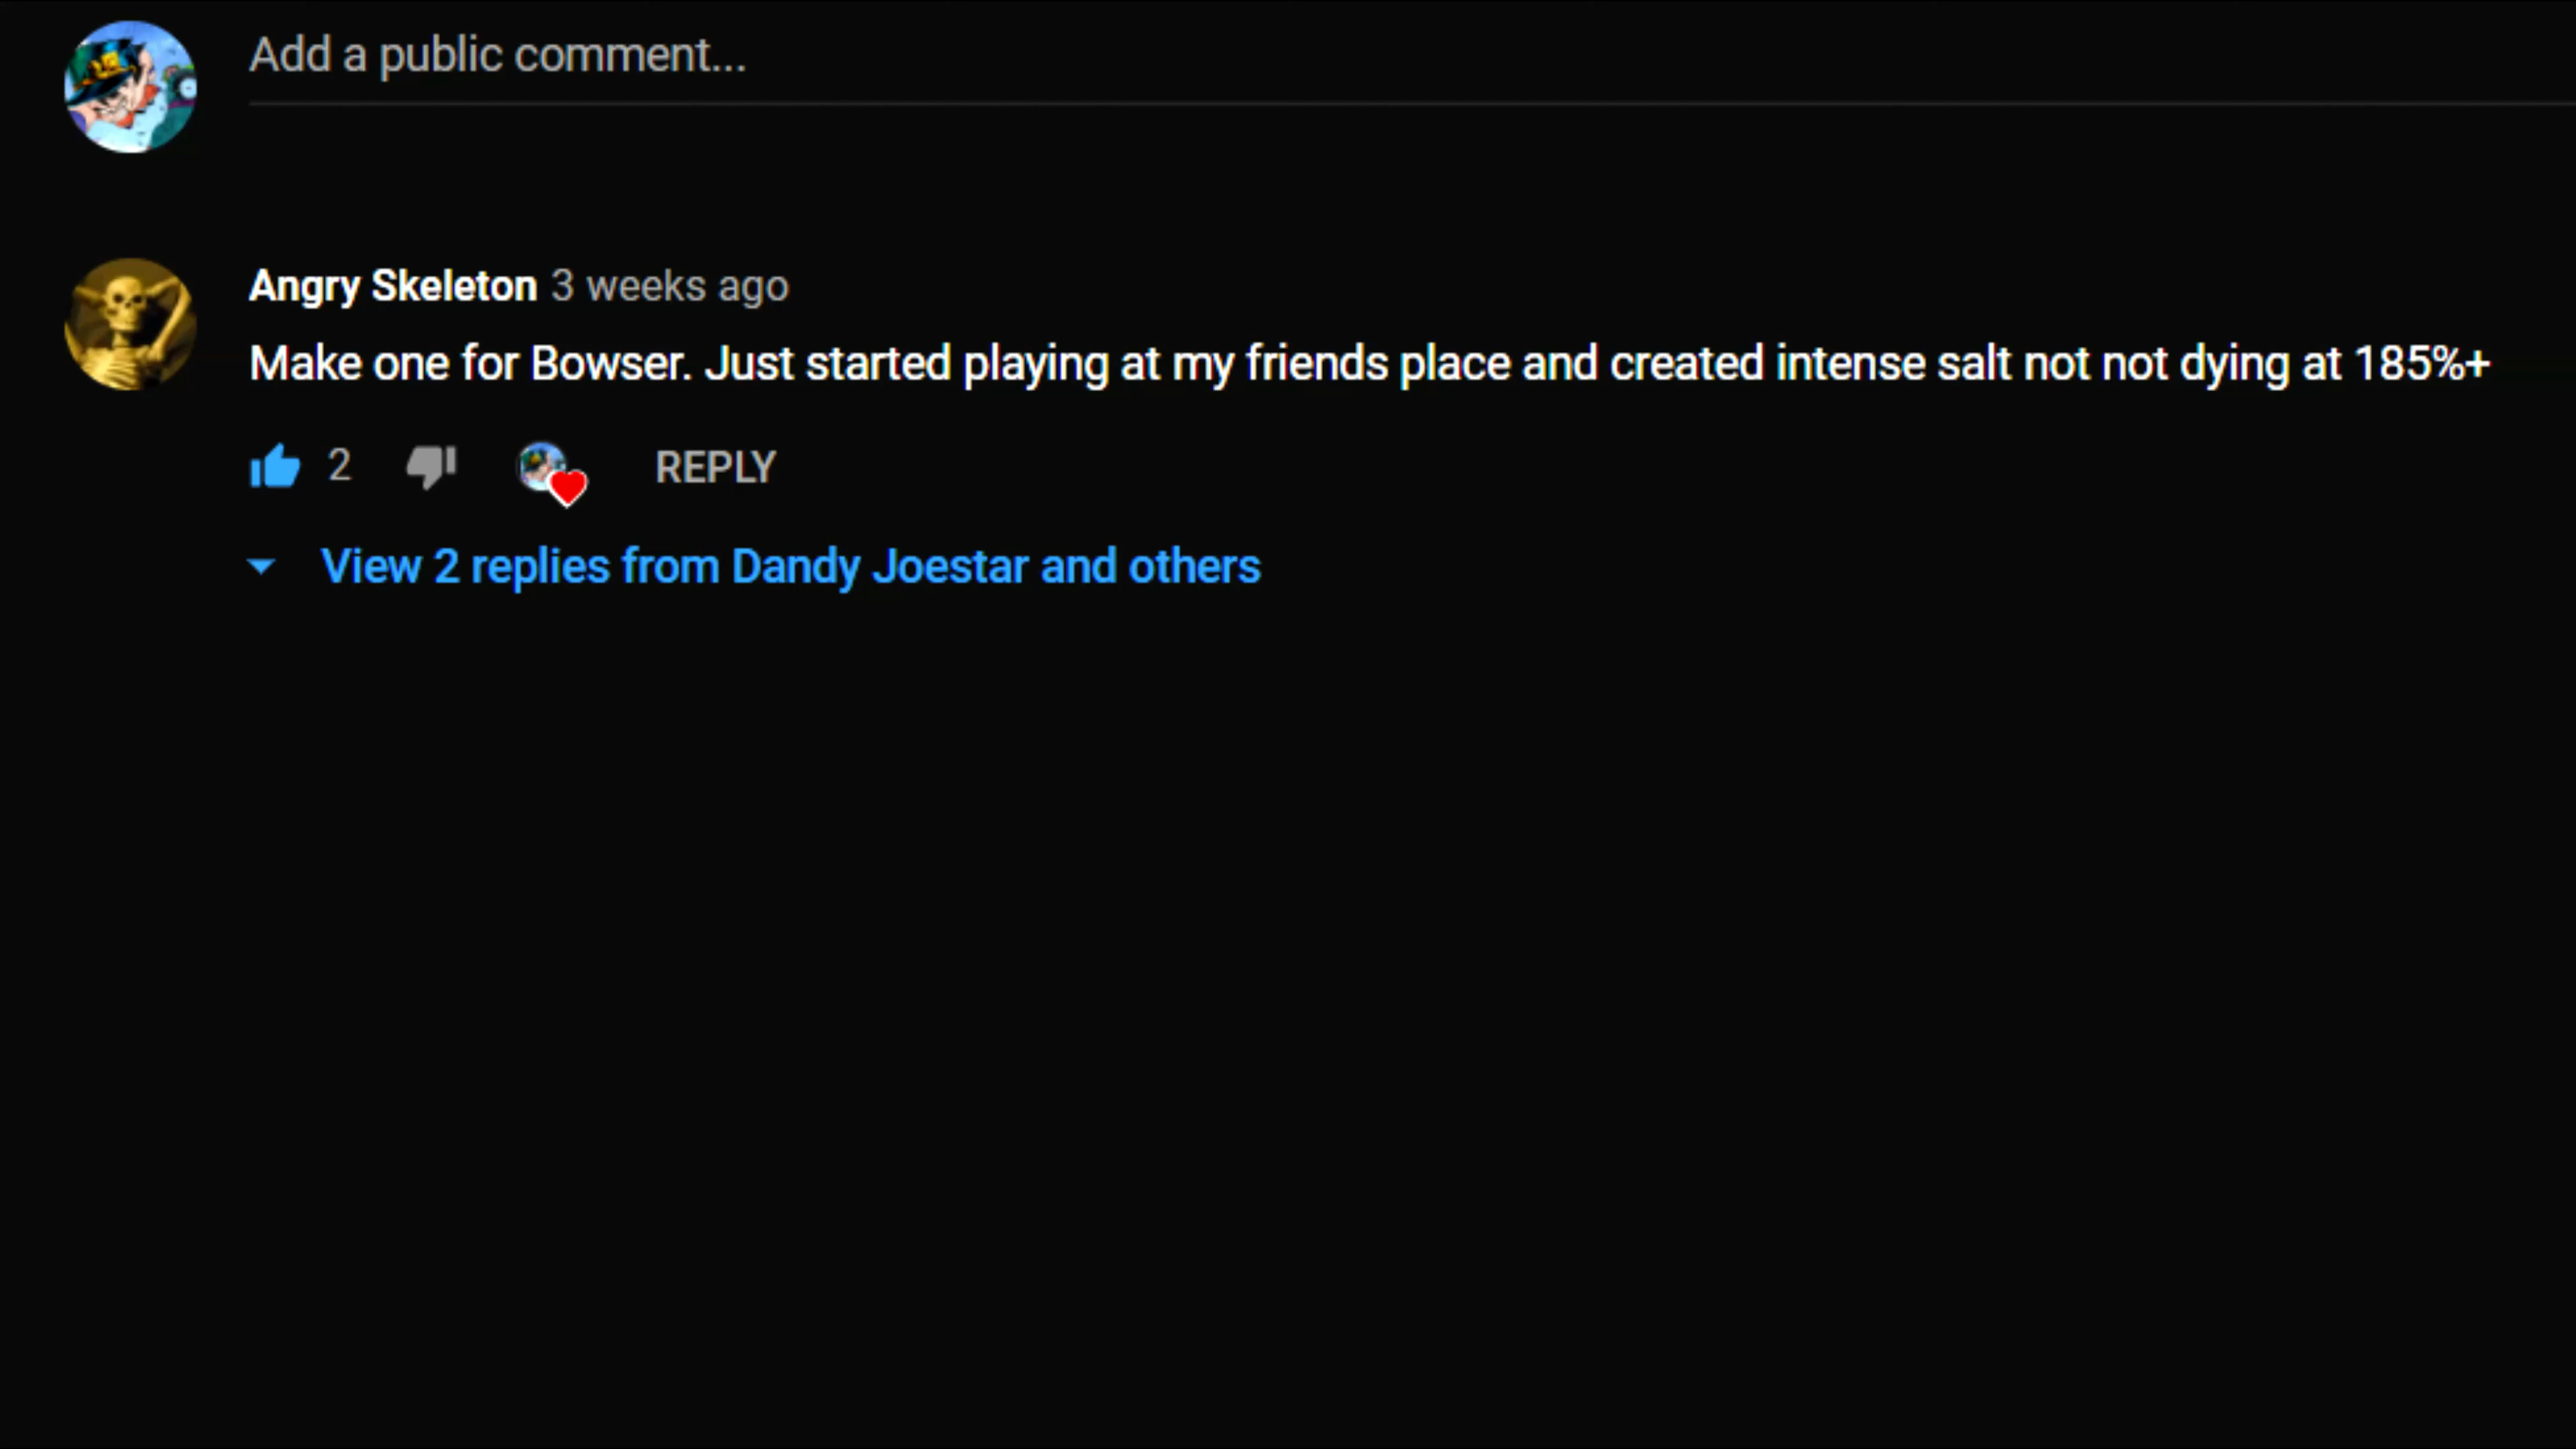 Add a public comment...
Angry Skeleton 3 weeks ago
Make one for Bowser. Just started playing at my friends place and created intense salt not not dying at 185%+
2 REPLY
View 2 replies from Dandy Joestar and others